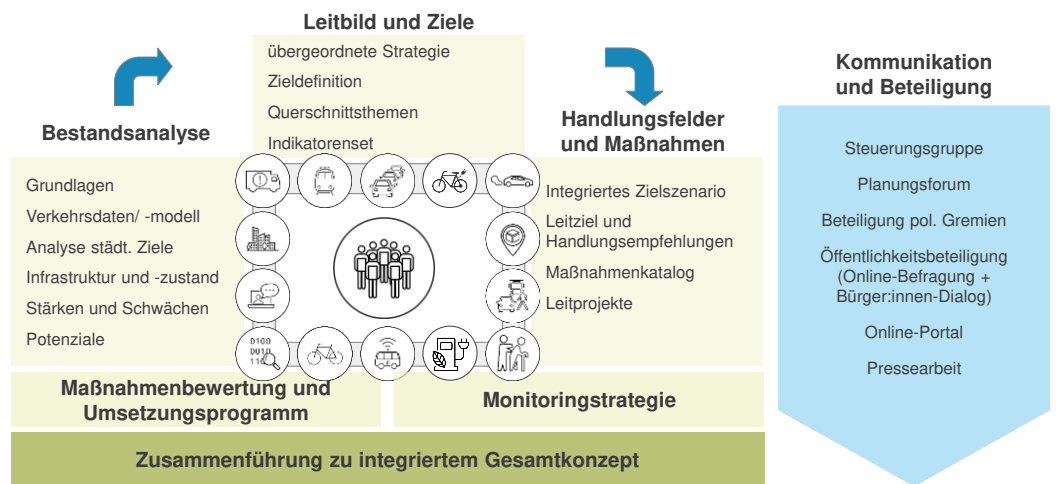 Leitbild und Ziele
übergeordnete Strategie
Zieldefinition
Querschnittsthemen
Indikatorenset
Bestandsanalyse
Grundlagen
Verkehrsdaten/ -modell
Analyse städt. Ziele
Infrastruktur und -zustand
Stärken und Schwächen
Potenziale
Handlungsfelder
und Maßnahmen
Integriertes Zielszenario
Leitziel und
Handlungsempfehlungen
Maßnahmenkatalog
Leitprojekte
0100
0010
Maßnahmenbewertung und
Umsetzungsprogramm
Monitoringstrategie
Zusammenführung zu integriertem Gesamtkonzept
Kommunikation
und Beteiligung
Steuerungsgruppe
Planungsforum
Beteiligung pol. Gremien
Öffentlichkeitsbeteiligung
(Online-Befragung +
Bürger:innen-Dialog)
Online-Portal
Pressearbeit